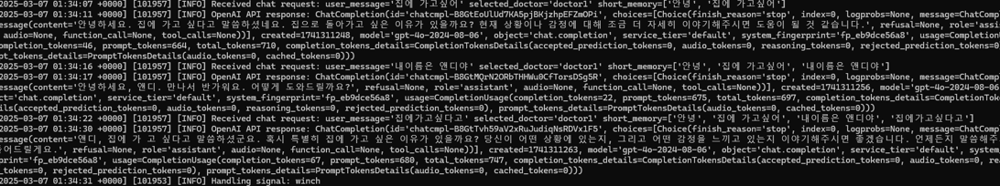 2025-03-07 01:34:07 +0000] [101957] [INFO] Received chat request: user_message='집에 가고싶어' selected_doctor='doctor1' short_memory=['안녕', '집에 가고싶어']
2025-03-07 01:34:11 +0000] [101957] [INFO] OpenAI API response: ChatCompletion(id='chatcmpl-B8GtEoUlUd7KA5pjBKjzhpEFZmOPi', choices=[Choice(finish_reason='stop', index=0, logprobs=None, message=ChatComp
message(content='안녕하세요. 집에 가고 싶다고 말씀하셨네요. 집으로 돌아가고 싶은 이유가 있을까요? 현재 상황이나 감정에 대해 조금 더 자세히 이야기해주시면 도움이 될 것 같습니다.', refusal=None, role='assist
 audio=None, function_call=None, tool_calls=None))], created=1741311248, model='gpt-4o-2024-08-06', object='chat.completion', service_tier='default', system_fingerprint='fp_eb9dce56a8', usage=Completion
ompletion_tokens=46, prompt_tokens=664, total_tokens=710, completion_tokens_details=CompletionTokensDetails(accepted_prediction_tokens=0, audio_tokens=0, reasoning_tokens=0, rejected_prediction_tokens=
pt_tokens_details=PromptTokensDetails(audio_tokens=0, cached_tokens=0)))
2025-03-07 01:34:16 +0000] [101957] [INFO] Received chat request: user_message='내이름은 앤디야' selected_doctor='doctor1' short_memory=['안녕', '집에 가고싶어', '내이름은 앤디야']
2025-03-07 01:34:17 +0000] [101957] [INFO] OpenAI API response: ChatCompletion(id='chatcmpl-B8GtMQrN2ORbTHHWu0CfTorsDSgSR', choices=[Choice(finish_reason='stop', index=0, logprobs=None, message=ChatComp
message(content='안녕하세요, 앤디. 만나서 반가워요. 어떻게 도와드릴까요?', refusal=None, role='assistant', audio=None, function_call=None, tool_calls=None))], created=1741311256, model='gpt-4o-2024-08-06
ct='chat.completion', service_tier='default', system_fingerprint='fp_eb9dce56a8', usage=CompletionUsage(completion_tokens=22, prompt_tokens=675, total_tokens=697, completion_tokens_details=CompletionTo
ils(accepted_prediction_tokens=0, audio_tokens=0, reasoning_tokens=0, rejected_prediction_tokens=0), prompt_tokens_details=PromptTokensDetails(audio_tokens=0, cached_tokens=0)))
2025-03-07 01:34:22 +0000] [101957] [INFO] Received chat request: user_message='집에가고싶다고' selected_doctor='doctor1' short_memory=['안녕', '집에 가고싶어', '내이름은 앤디야', '집에가고싶다고']
2025-03-07 01:34:30 +0000] [101957] [INFO] OpenAI API response: ChatCompletion(id='chatcmpl-B8GtTvh59aV2xRuJudiqNsRDVx1F5', choices=[Choice(finish_reason='stop', index=0, logprobs=None, message=ChatComp
message(content='앤디, 집에 가 고 싶다고 말씀하셨군요. 혹시 특별히 집에 가고 싶은 이유가 있을까요? 당신이 어떤 상황에 있는지, 그리고 어떤 감정을 느끼고 있는지 이야기해주시면 좋겠습니다. 언제든지 말씀해주
어드릴게요.', refusal=None, role='assistant', audio=None, function_call=None, tool_calls=None))], created=1741311263, model='gpt-4o-2024-08-06', object='chat.completion', service_tier='default', system
print='fp_eb9dce56a8', usage=CompletionUsage(completion_tokens=67, prompt_tokens=680, total_tokens=747, completion_tokens_details=CompletionTokensDetails(accepted_prediction_tokens=0, audio_tokens=0, rea
_tokens=0, rejected_prediction_tokens=0), prompt_tokens_details=PromptTokensDetails(audio_tokens=0, cached_tokens=0)))
2025-03-07 01:34:31 +0000] [101953] [INFO] Handling signal: winch